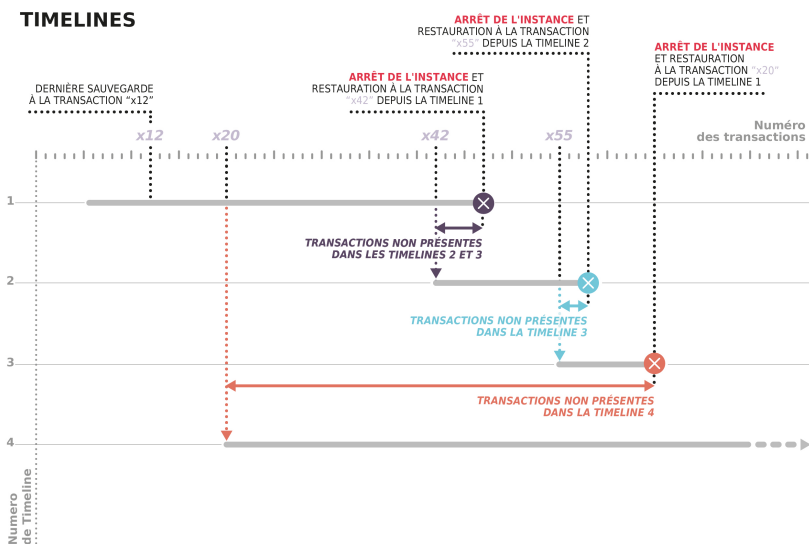 TIMELINES
ARRÊT DE L'INSTANCE ET
RESTAURATION À LA TRANSACTION
"x55" DEPUIS LA TIMELINE 2
ARRÊT DE L'INSTANCE
ET RESTAURATION
À LA TRANSACTION "x20"
DEPUIS LA TIMELINE 1
ARRÊT DE L'INSTANCE ET
RESTAURATION À LA TRANSACTION
"x42" DEPUIS LA TIMELINE 1
DERNIÈRE SAUVEGARDE
À LA TRANSACTION "x12"
Numéro
des transactions
x12
x20
x42
x55
1
TRANSACTIONS NON PRÉSENTES
DANS LES TIMELINES 2 ET 3
2
TRANSACTIONS NON PRÉSENTES
DANS LA TIMELINE 3
3
TRANSACTIONS NON PRÉSENTES
DANS LA TIMELINE 4
4
Numero
de Timeline